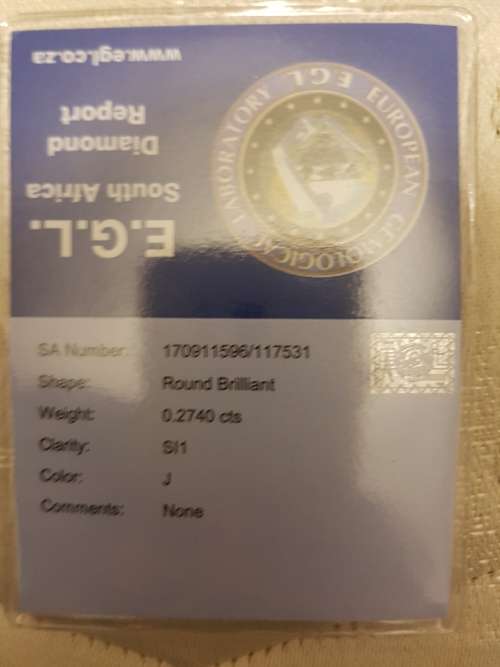 www.egl.co.za
Report
Diamond
South Africa
E.G.L.
EGL EUROPEAN GEMOLOGICAL LABORATORY
SA Number: 170911596/117531
Shape: Round Brilliant
Weight: 0.2740 cts
Clarity: SI1
Color: J
Comments: None